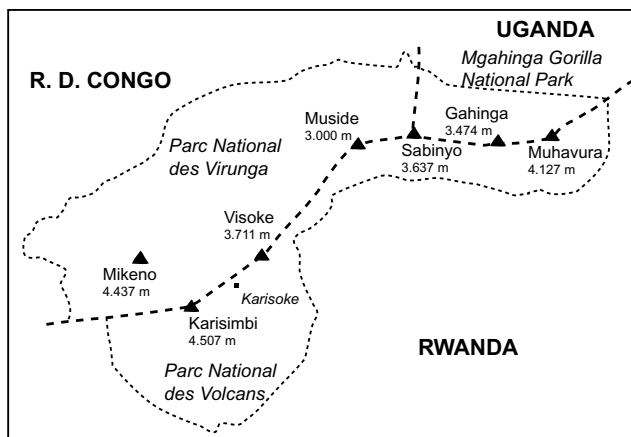 UGANDA
Mgahinga Gorilla
National Park
R. D. CONGO
Muside
3.000 m
Gahinga
3.474 m
Parc National
des Virunga
Sabinyo
3.637 m
Muhavura
4.127 m
Visoke
3.711 m
Mikeno
4.437 m
Karisoke
Karisimbi
4.507 m
RWANDA
Parc National
des Volcans